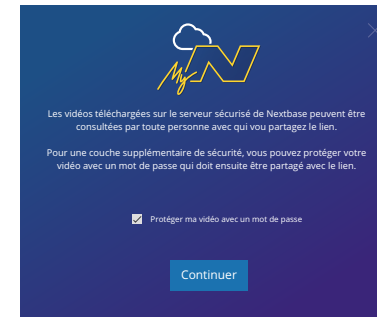 My N
Les vidéos téléchargées sur le serveur sécurisé de Nextbase peuvent être
consultées par toute personne avec qui vou partagez le lien.
Pour une couche supplémentaire de sécurité, vous pouvez protéger votre
vidéo avec un mot de passe qui doit ensuite être partagé avec le lien.
Protéger ma vidéo avec un mot de passe
Continuer